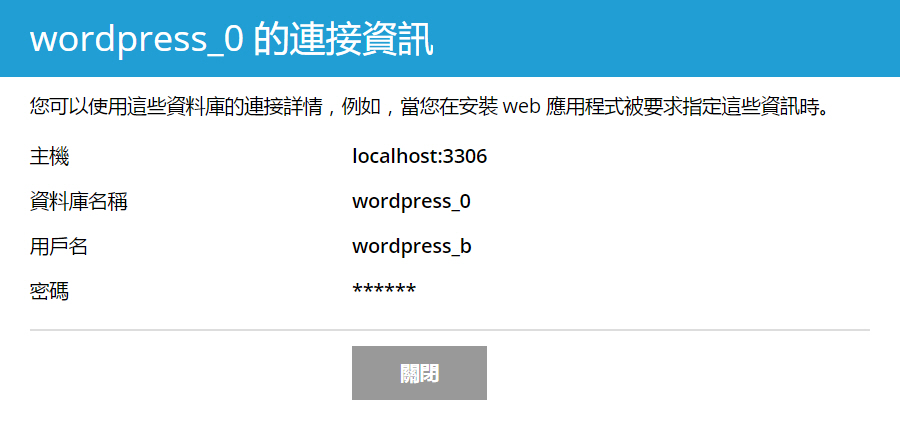 wordpress_0 的連接資訊
您可以使用這些資料庫的連接詳情，例如，當您在安裝 web 應用程式被要求指定這些資訊時。
主機 localhost:3306
資料庫名稱 wordpress_0
用戶名 wordpress_b
密碼 ******
關閉